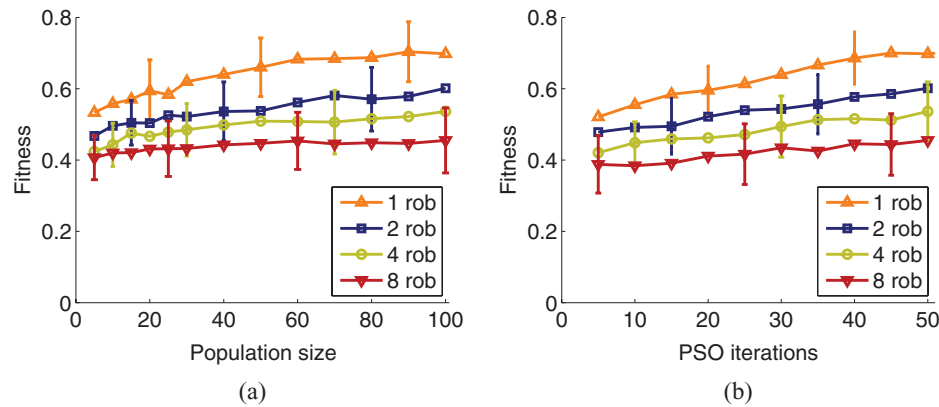 0.8
0.6
0.4
0.2
0
Fitness
0 20 40 60 80 100
Population size
1 rob
2 rob
4 rob
8 rob
(a)
0.8
0.6
0.4
0.2
0
Fitness
0 10 20 30 40 50
PSO iterations
1 rob
2 rob
4 rob
8 rob
(b)